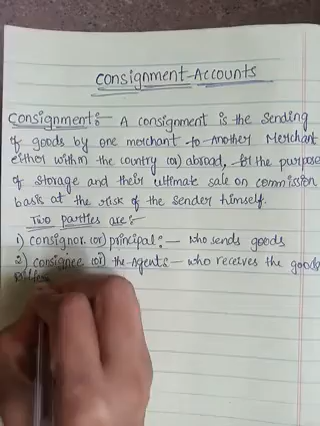 Consignment Accounts
Consignment:- A consignment is the sending
of goods by one merchant to Another Merchant
either within the country (or) abroad, for the purpose
of storage and their ultimate sale on commission
basis at the risk of the sender himself.
Two parties are:-
1) consignor (or) principal:- who sends goods
2) consignee (or) the Agents:- who receives the goods